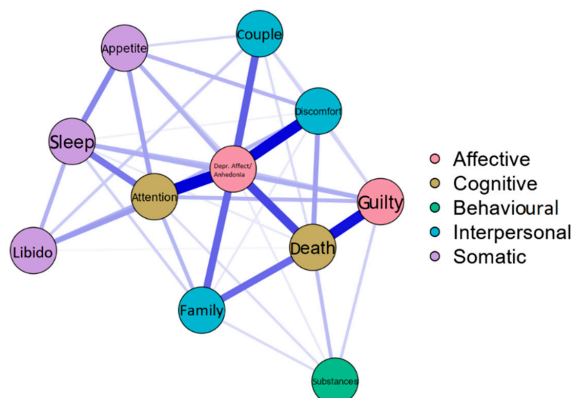 Couple
Appetite
Discomfort
Sleep
Depr. Affect/
Anhedonia
Attention
Guilty
Death
Libido
Family
Substances
Affective
Cognitive
Behavioural
Interpersonal
Somatic